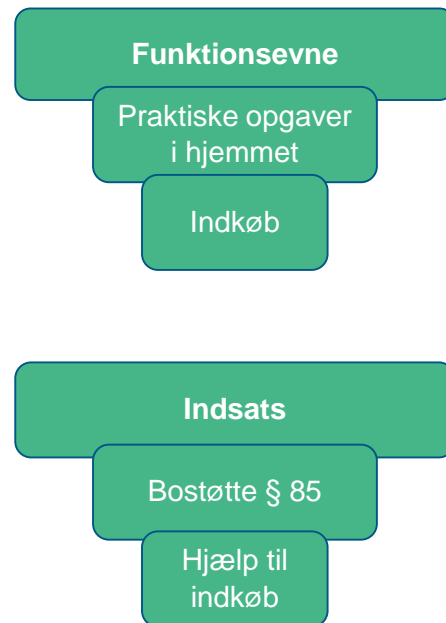 Funktionsevne
Praktiske opgaver
i hjemmet
Indkøb
Indsats
Bostøtte § 85
Hjælp til
indkøb